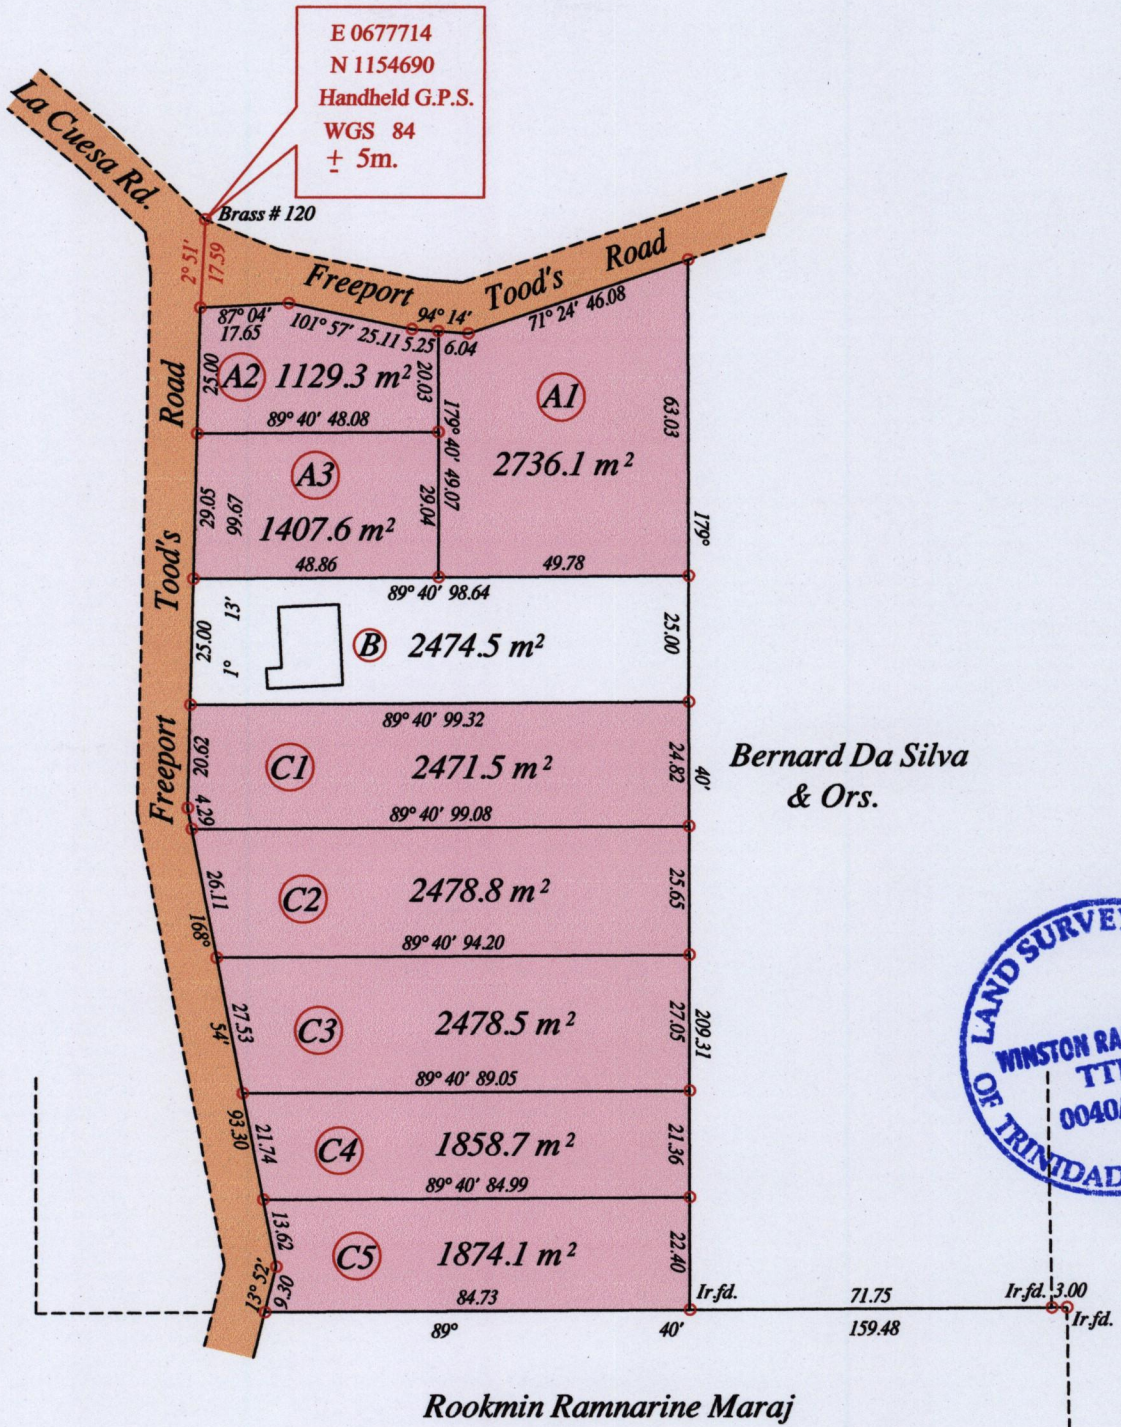 E 0677714
N 1154690
Handheld G.P.S.
WGS 84
± 5m.
La Cuesa Rd.
Brass # 120
2° 51'
17.59
Freeport
Tood's
Road
87° 04'
17.65
101° 57' 25.11
5.25
94° 14'
6.04
71° 24' 46.08
Road
25.00
A2
1129.3 m²
20.03
A1
63.03
89° 40' 48.08
2736.1 m²
179° 40' 49.07
A3
29.05
99.67
1407.6 m²
29.04
48.86
49.78
179°
Tood's
89° 40' 98.64
25.00
1° 13'
B
2474.5 m²
25.00
89° 40' 99.32
Freeport
20.62
4.29
C1
2471.5 m²
24.82
40'
Bernard Da Silva
& Ors.
89° 40' 99.08
26.11
C2
2478.8 m²
25.65
168°
89° 40' 94.20
27.53
54'
C3
2478.5 m²
27.05
209.31
89° 40' 89.05
93.30
21.74
C4
1858.7 m²
21.36
89° 40' 84.99
13.62
C5
1874.1 m²
22.40
13° 52'
9.30
84.73
Ir.fd.
71.75
Ir.fd. 3.00
Ir.fd.
89°
40'
159.48
Rookmin Ramnarine Maraj
LAND SURVE
WINSTON RA
TT
0040
OF TRINIDAD